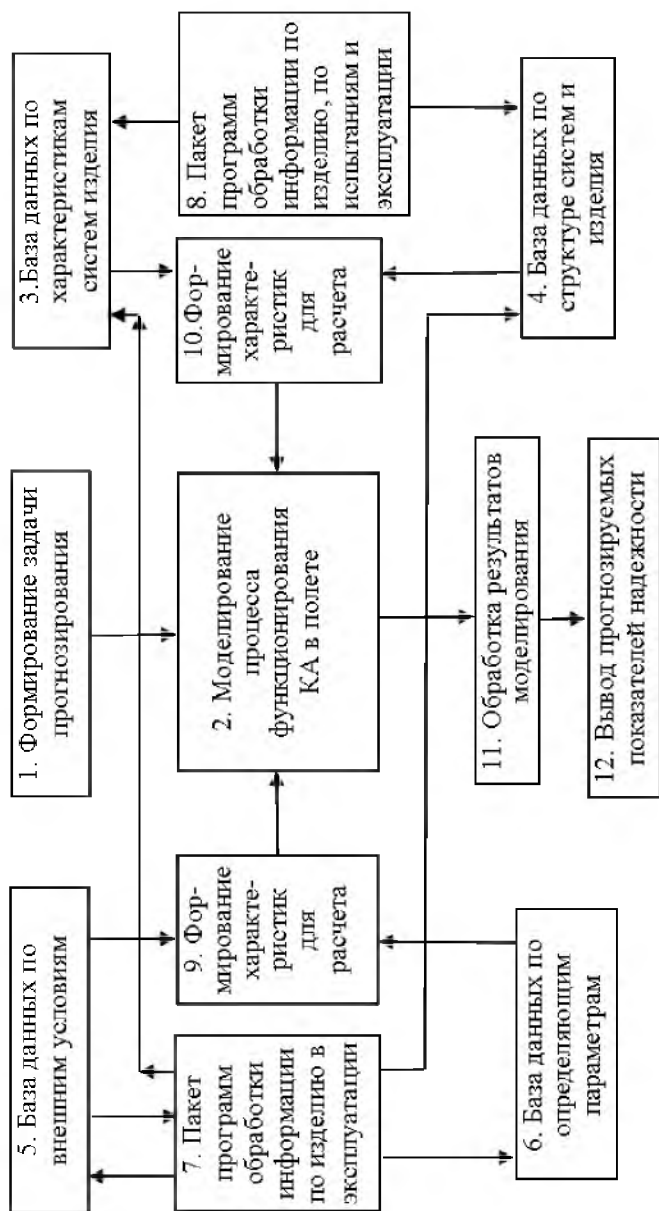 5. База данных по
внешним условиям
1. Формирование задачи
прогнозирования
3.База данных по
характеристикам
систем изделия
7. Пакет
программ
обработки
информации
по изделию в
эксплуатации
9. Фор-
мирование
характе-
ристик
для
расчета
2. Моделирование
процесса
функционирования
КА в полете
10.Фор-
мирование
характе-
ристик
для
расчета
8. Пакет
программ
обработки
информации по
изделию, по
испытаниям и
эксплуатации
6. База данных по
определяющим
параметрам
11. Обработка результатов
моделирования
4. База данных по
структуре систем и
изделия
12. Вывод прогнозируемых
показателей надежности